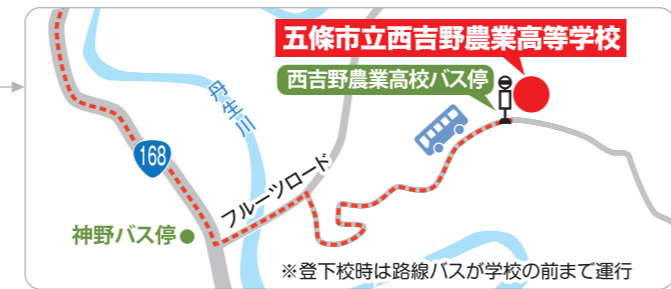 五條市立西吉野農業高等学校
西吉野農業高校バス停
丹生川
168
フルーツロード
神野バス停
※登下校時は路線バスが学校の前まで運行